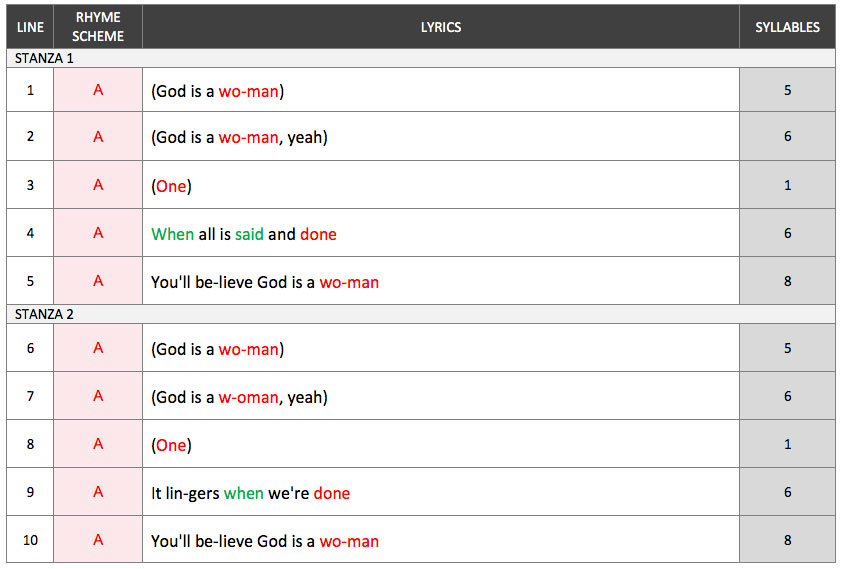 LINE RHYME SCHEME LYRICS SYLLABLES
STANZA 1
1 A (God is a wo-man) 5
2 A (God is a wo-man, yeah) 6
3 A (One) 1
4 A When all is said and done 6
5 A You'll be-lieve God is a wo-man 8
STANZA 2
6 A (God is a wo-man) 5
7 A (God is a w-oman, yeah) 6
8 A (One) 1
9 A It lin-gers when we're done 6
10 A You'll be-lieve God is a wo-man 8